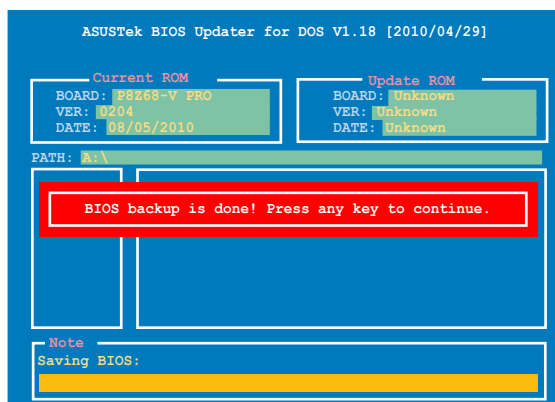 ASUSTek BIOS Updater for DOS V1.18 [2010/04/29]
Current ROM
BOARD: P8Z68-V PRO
VER: 0204
DATE: 08/05/2010
Update ROM
BOARD: Unknown
VER: Unknown
DATE: Unknown
PATH: A:\
BIOS backup is done! Press any key to continue.
Note
Saving BIOS: